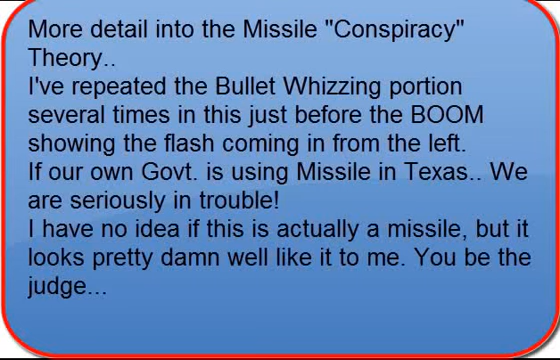 More detail into the Missile "Conspiracy"
Theory..
I've repeated the Bullet Whizzing portion
several times in this just before the BOOM
showing the flash coming in from the left.
If our own Govt. is using Missile in Texas.. We
are seriously in trouble!
I have no idea if this is actually a missile, but it
looks pretty damn well like it to me. You be the
judge...